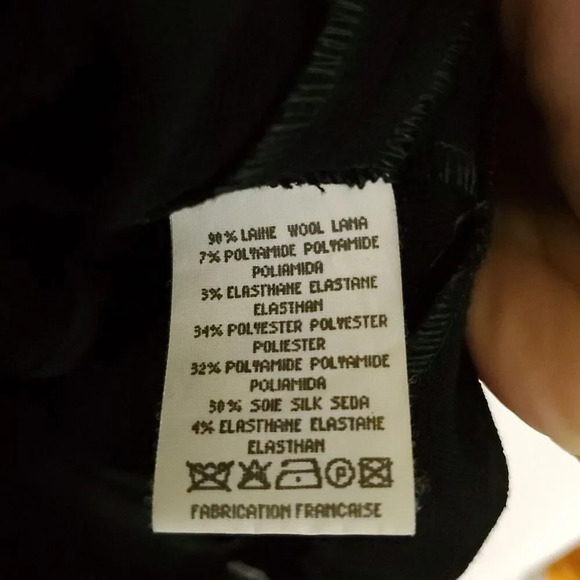 90% LAINE WOOL LANA
7% POLYAMIDE POLYAMIDE
POLIAMIDA
3% ELASTHANE ELASTANE
ELASTHAN
34% POLYESTER POLYESTER
POLIESTER
32% POLYAMIDE POLYAMIDE
POLIAMIDA
30% SOIE SILK SEDA
4% ELASTHANE ELASTANE
ELASTHAN
P
FABRICATION FRANCAISE